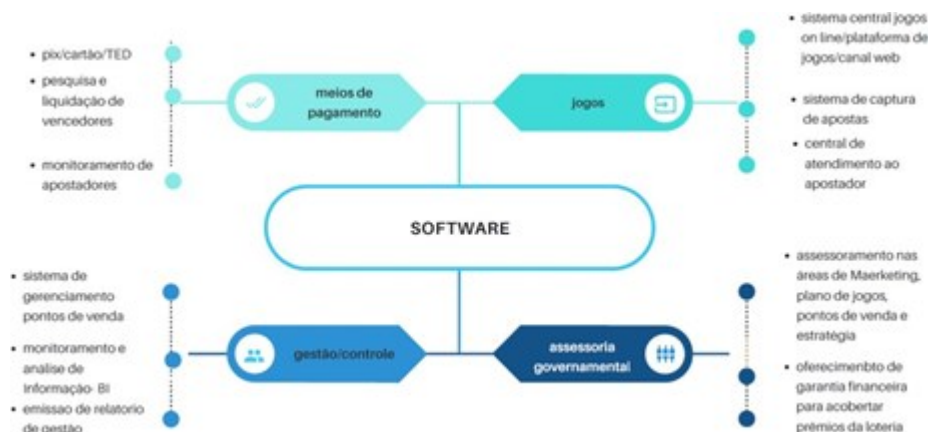 • pix/cartão/TED
• pesquisa e
liquidação de
vencedores
• monitoramento de
apostadores
meios de
pagamento
jogos
• sistema central jogos
on line/plataforma de
jogos/canal web
• sistema de captura
de apostas
• central de
atendimento ao
apostador
SOFTWARE
• sistema de
gerenciamento
pontos de venda
• monitoramento e
análise de
Informação- BI
• emissao de relatorio
de gestão
gestão/controle
assessoria
governamental
• assessoramento nas
áreas de Maerketing,
plano de jogos,
pontos de venda e
estratégia
• oferecimenbto de
garantia financeira
para acobertar
prêmios da loteria